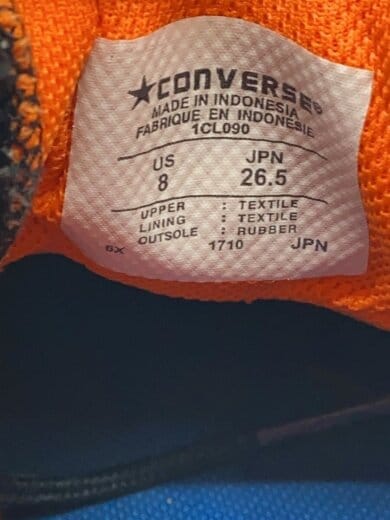 ★CONVERSE®
MADE IN INDONESIA
FABRIQUE EN INDONESIE
1CL090
US JPN
8 26.5
UPPER : TEXTILE
LINING : TEXTILE
OUTSOLE : RUBBER
6X 1710 JPN